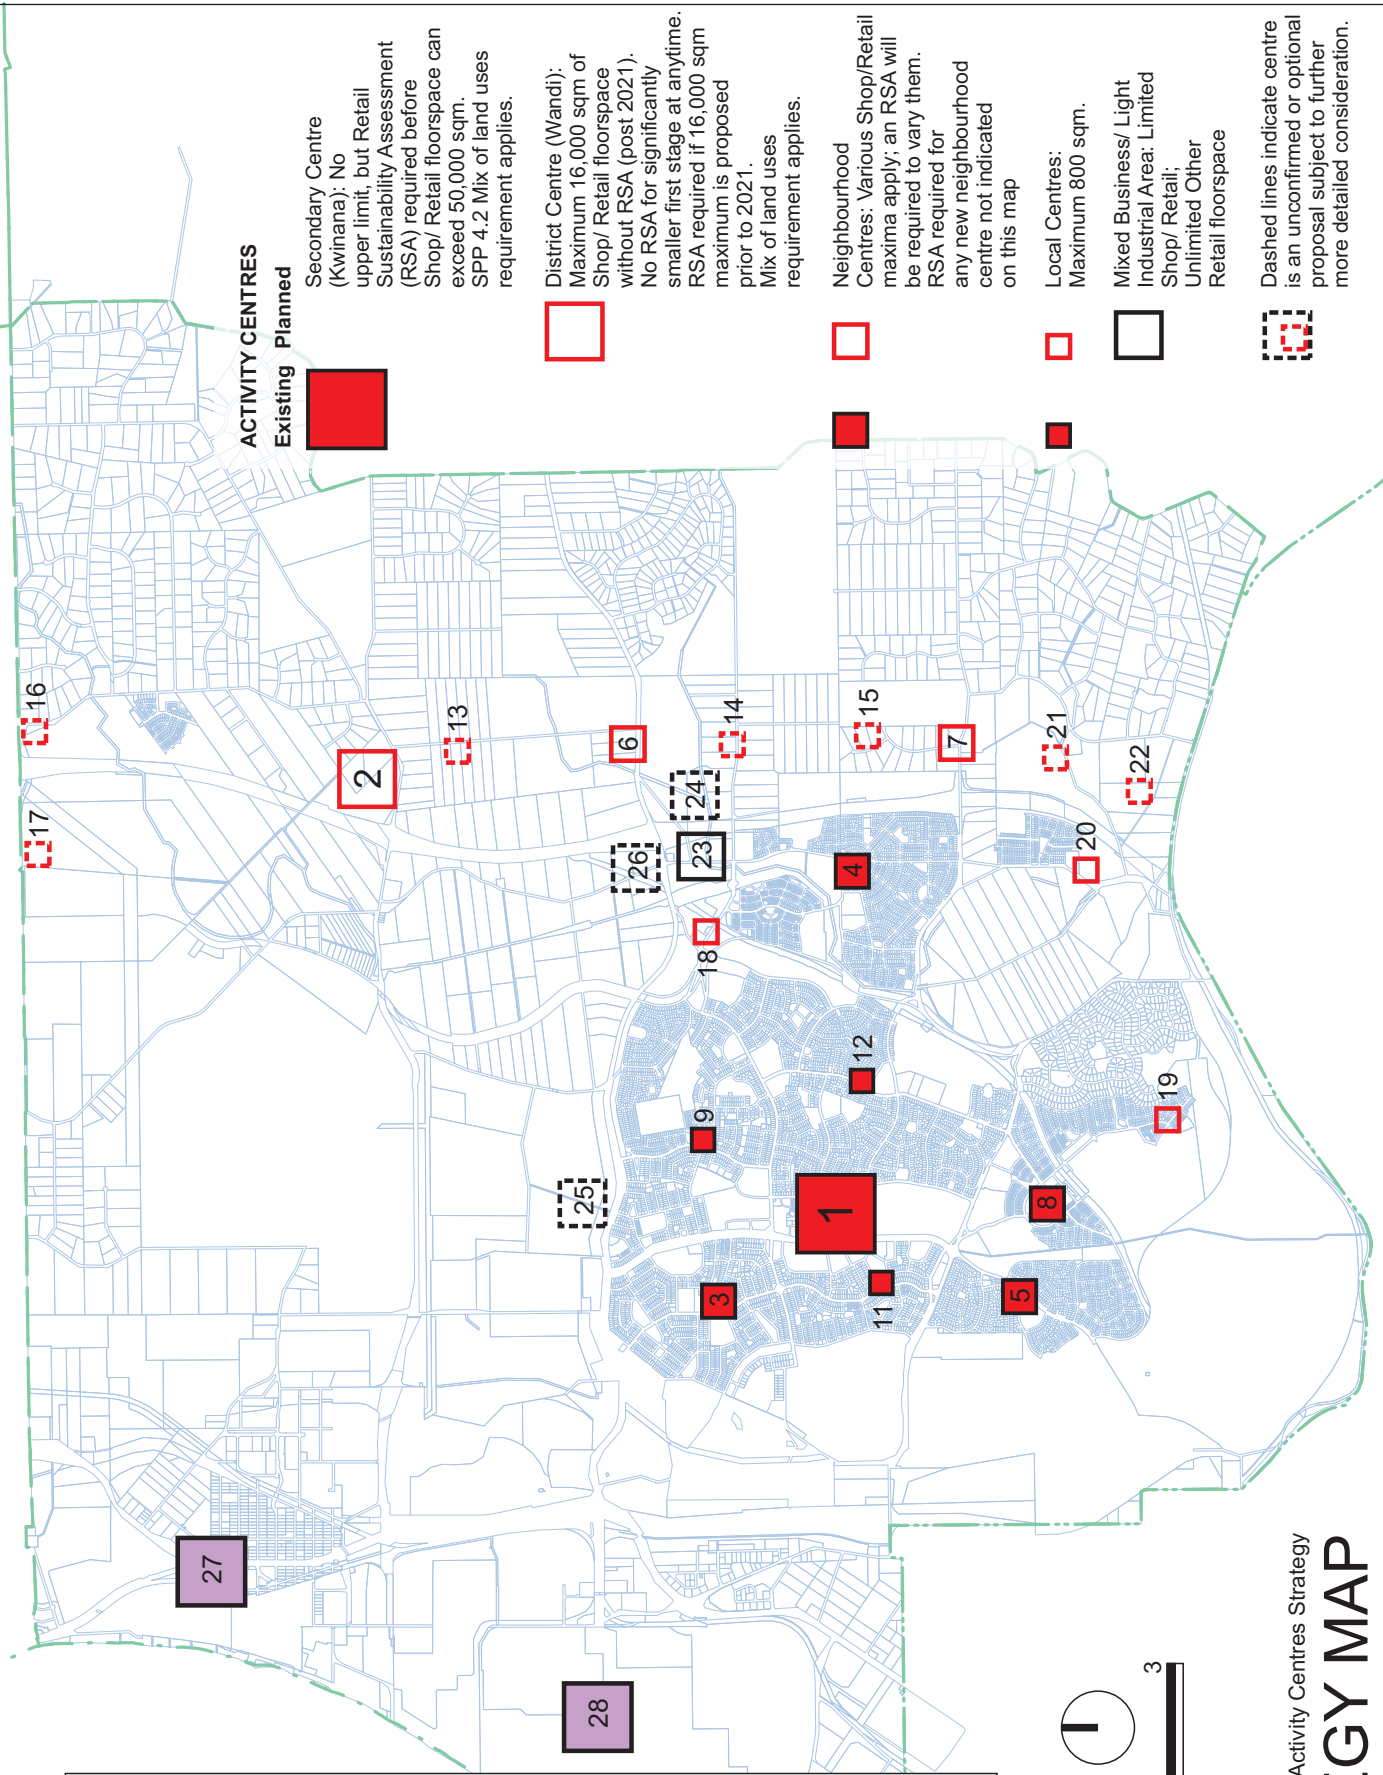 ACTIVITY CENTRES
Existing Planned
Secondary Centre
(Kwinana): No
upper limit, but Retail
Sustainability Assessment
(RSA) required before
Shop/ Retail floorspace can
exceed 50,000 sqm.
SPP 4.2 Mix of land uses
requirement applies.
District Centre (Wandi):
Maximum 16,000 sqm of
Shop/ Retail floorspace
without RSA (post 2021).
No RSA for significantly
smaller first stage at anytime.
RSA required if 16,000 sqm
maximum is proposed
prior to 2021.
Mix of land uses
requirement applies.
Neighbourhood
Centres: Various Shop/Retail
maxima apply; an RSA will
be required to vary them.
RSA required for
any new neighbourhood
centre not indicated
on this map
Local Centres:
Maximum 800 sqm.
Mixed Business/ Light
Industrial Area: Limited
Shop/ Retail;
Unlimited Other
Retail floorspace
Dashed lines indicate centre
is an unconfirmed or optional
proposal subject to further
more detailed consideration.
16
17
2
13
6
14
15
7
21
22
24
26
23
4
20
18
12
9
19
25
1
8
3
11
5
27
28
3
Activity Centres Strategy
EGY MAP